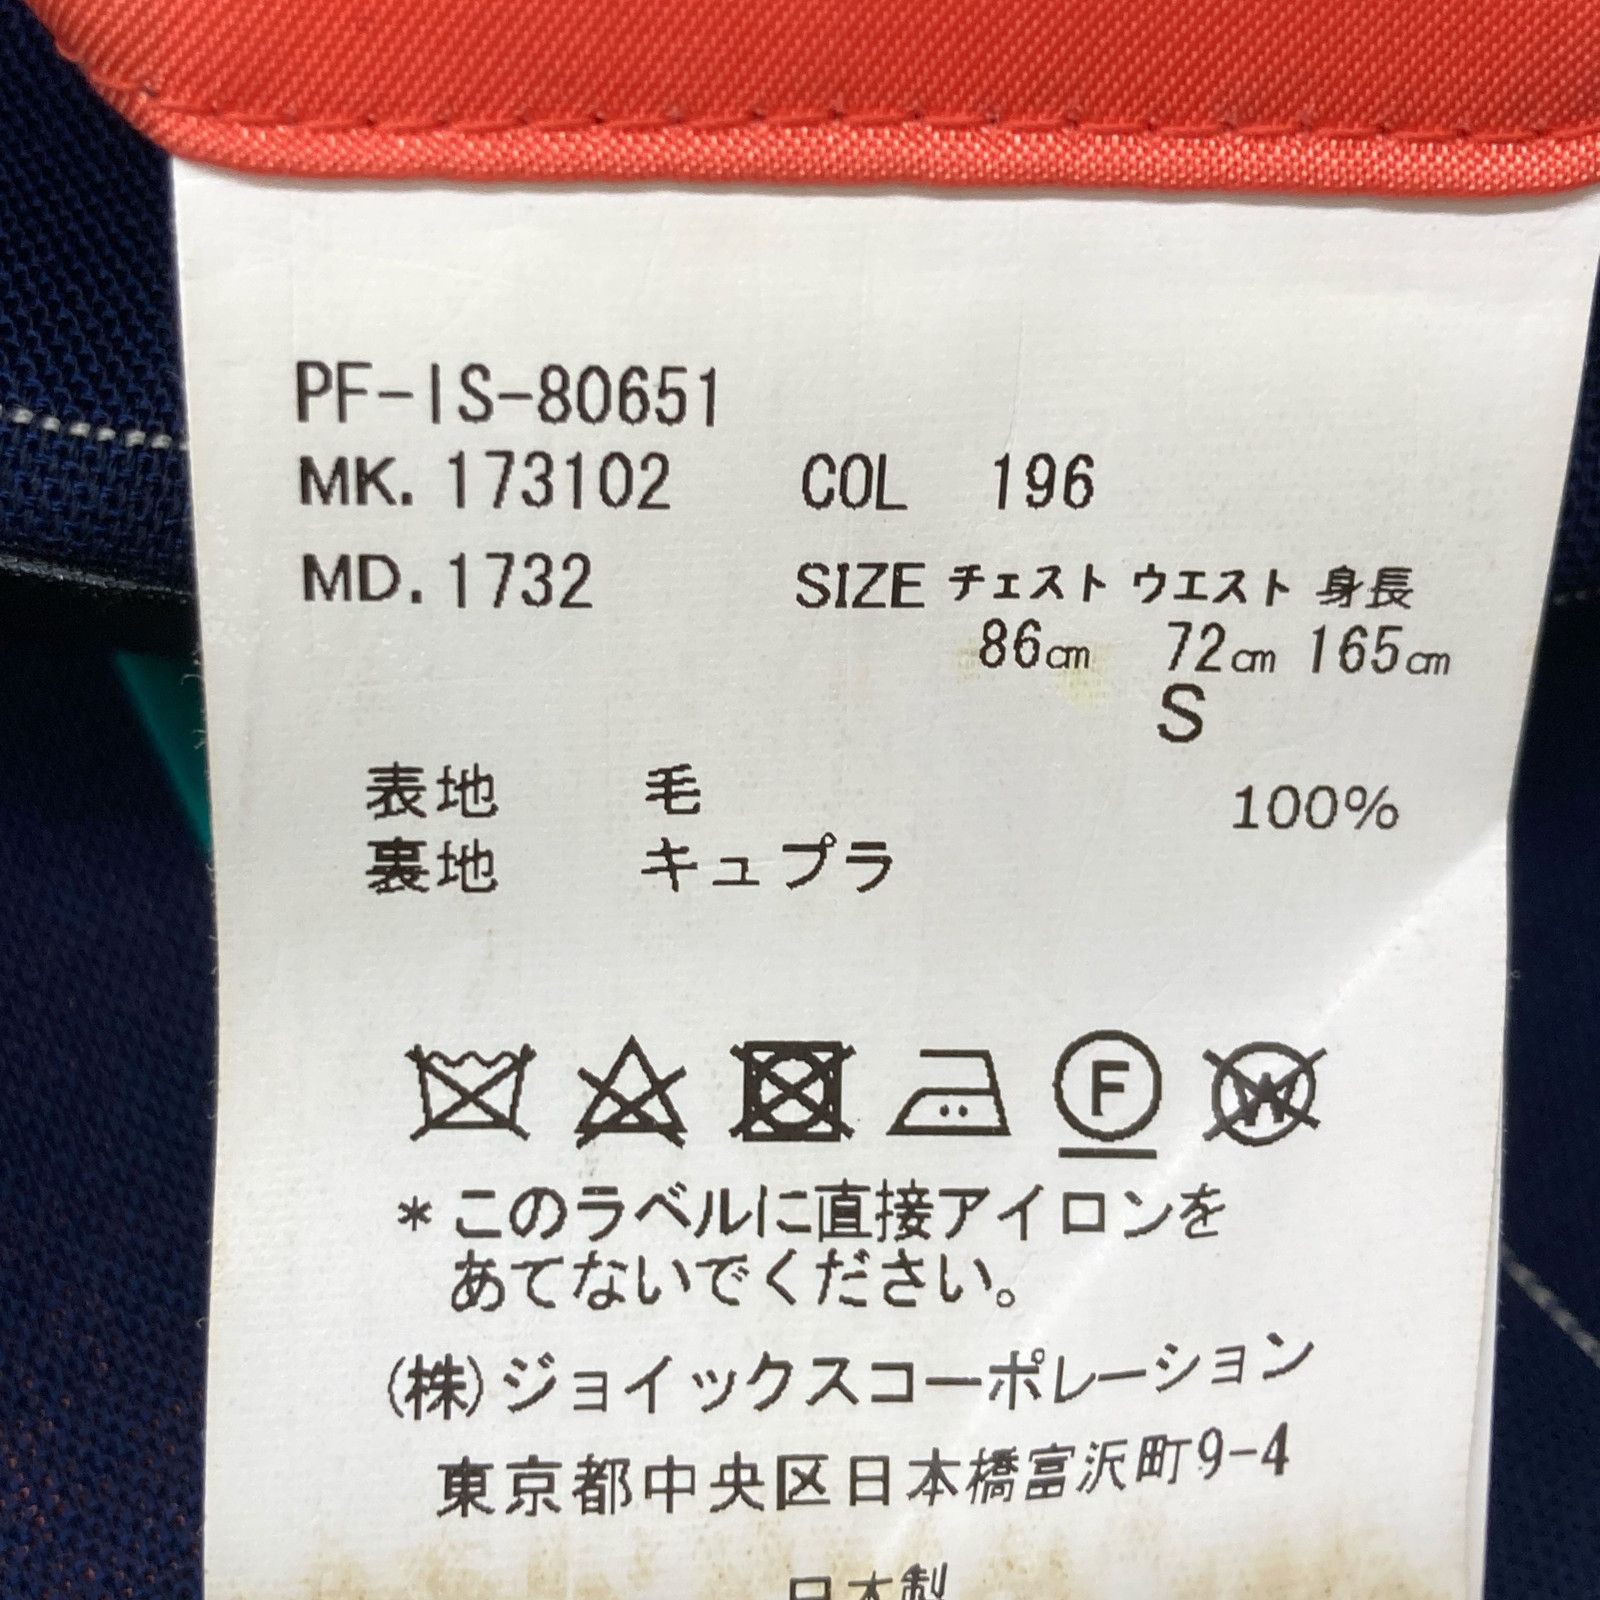 PF-IS-80651
MK. 173102 COL 196
MD. 1732 SIZE チェスト ウエスト 身長
86cm 72cm 165cm
S
表地 毛 100%
裏地 キュプラ
F W
*このラベルに直接アイロンを
あてないでください。
(株)ジョイックスコーポレーション
東京都中央区日本橋富沢町9-4
日本製